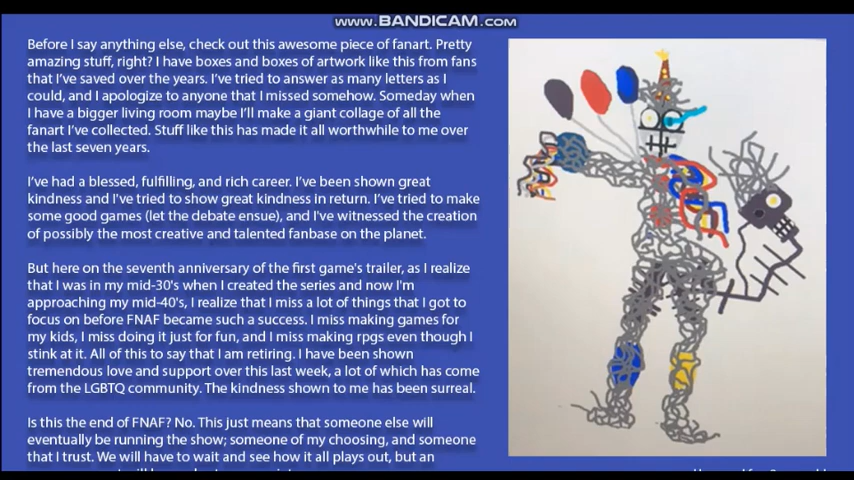 www.BANDICAM.com
Before I say anything else, check out this awesome piece of fanart. Pretty
amazing stuff, right? I have boxes and boxes of artwork like this from fans
that I've saved over the years. I've tried to answer as many letters as I
could, and I apologize to anyone that I missed somehow. Someday when
I have a bigger living room maybe I'll make a giant collage of all the
fanart I've collected. Stuff like this has made it all worthwhile to me over
the last seven years.
I've had a blessed, fulfilling, and rich career. I've been shown great
kindness and I've tried to show great kindness in return. I've tried to make
some good games (let the debate ensue), and I've witnessed the creation
of possibly the most creative and talented fanbase on the planet.
But here on the seventh anniversary of the first game's trailer, as I realize
that I was in my mid-30's when I created the series and now I'm
approaching my mid-40's, I realize that I miss a lot of things that I got to
focus on before FNAF became such a success. I miss making games for
my kids, I miss doing it just for fun, and I miss making rpgs even though I
stink at it. All of this to say that I am retiring. I have been shown
tremendous love and support over this last week, a lot of which has come
from the LGBTQ community. The kindness shown to me has been surreal.
Is this the end of FNAF? No. This just means that someone else will
eventually be running the show; someone of my choosing, and someone
that I trust. We will have to wait and see how it all plays out, but an